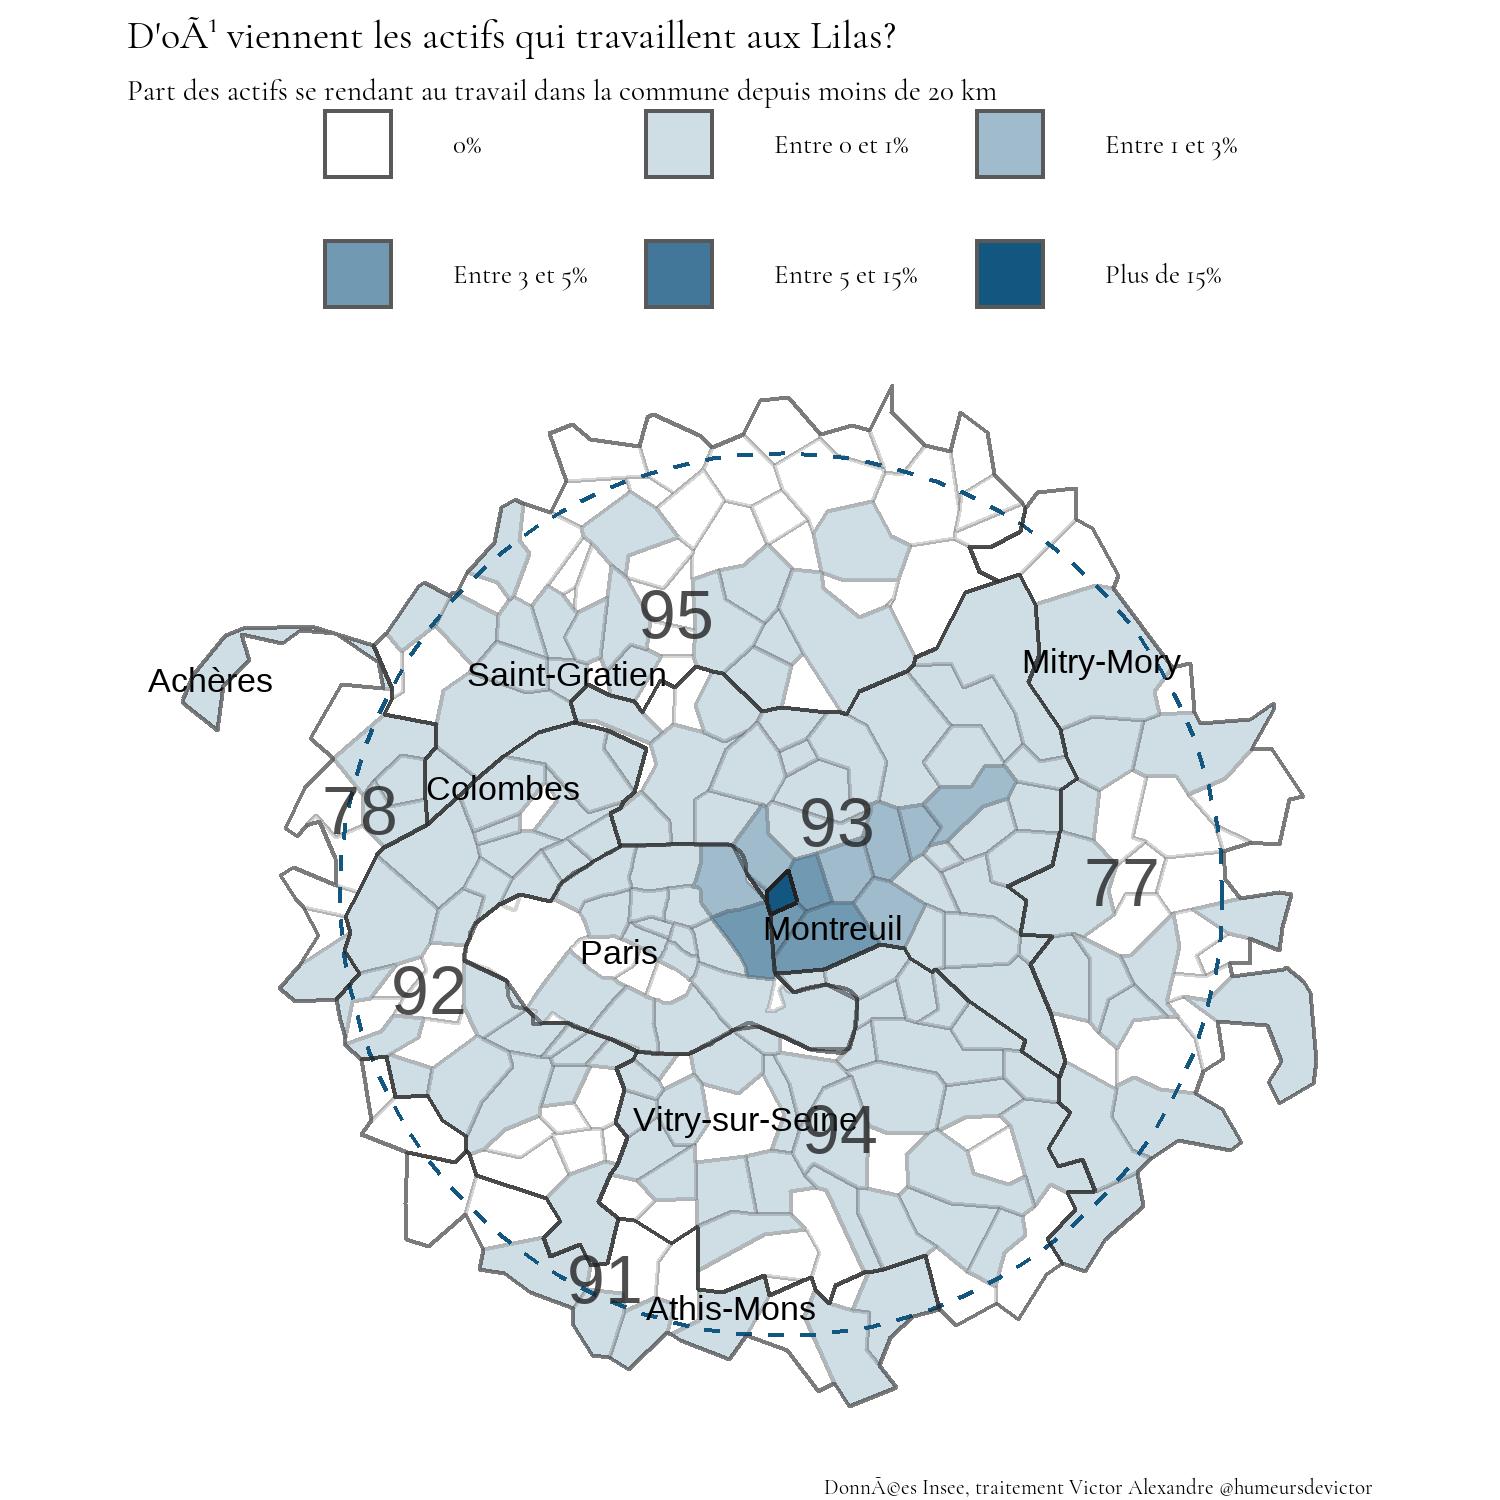 D'oÃ¹ viennent les actifs qui travaillent aux Lilas?
Part des actifs se rendant au travail dans la commune depuis moins de 20 km
0% Entre 0 et 1% Entre 1 et 3%
Entre 3 et 5% Entre 5 et 15% Plus de 15%
95
Mitry-Mory
Saint-Gratien
Achères
Colombes
78
93
77
Montreuil
Paris
92
Vitry-sur-Seine
94
91
Athis-Mons
DonnÃ©es Insee, traitement Victor Alexandre @humeursdevictor